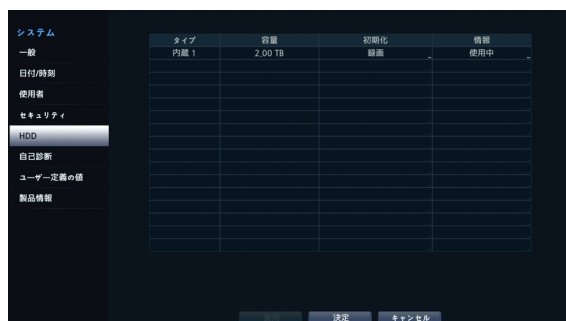 システム
一般
日付/時刻
使用者
セキュリティ
HDD
自己診断
ユーザー定義の値
製品情報
タイプ 容量 初期化 情報
内蔵 1 2.00 TB 録画 使用中
決定 キャンセル